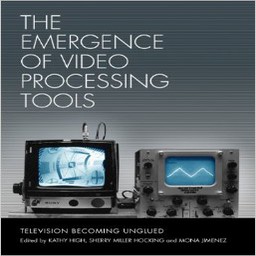 THE
EMERGENCE
OF VIDEO
PROCESSING
TOOLS
TELEVISION BECOMING UNGLUED
Edited by KATHY HIGH, SHERRY MILLER HOCKING and MONA JIMENEZ